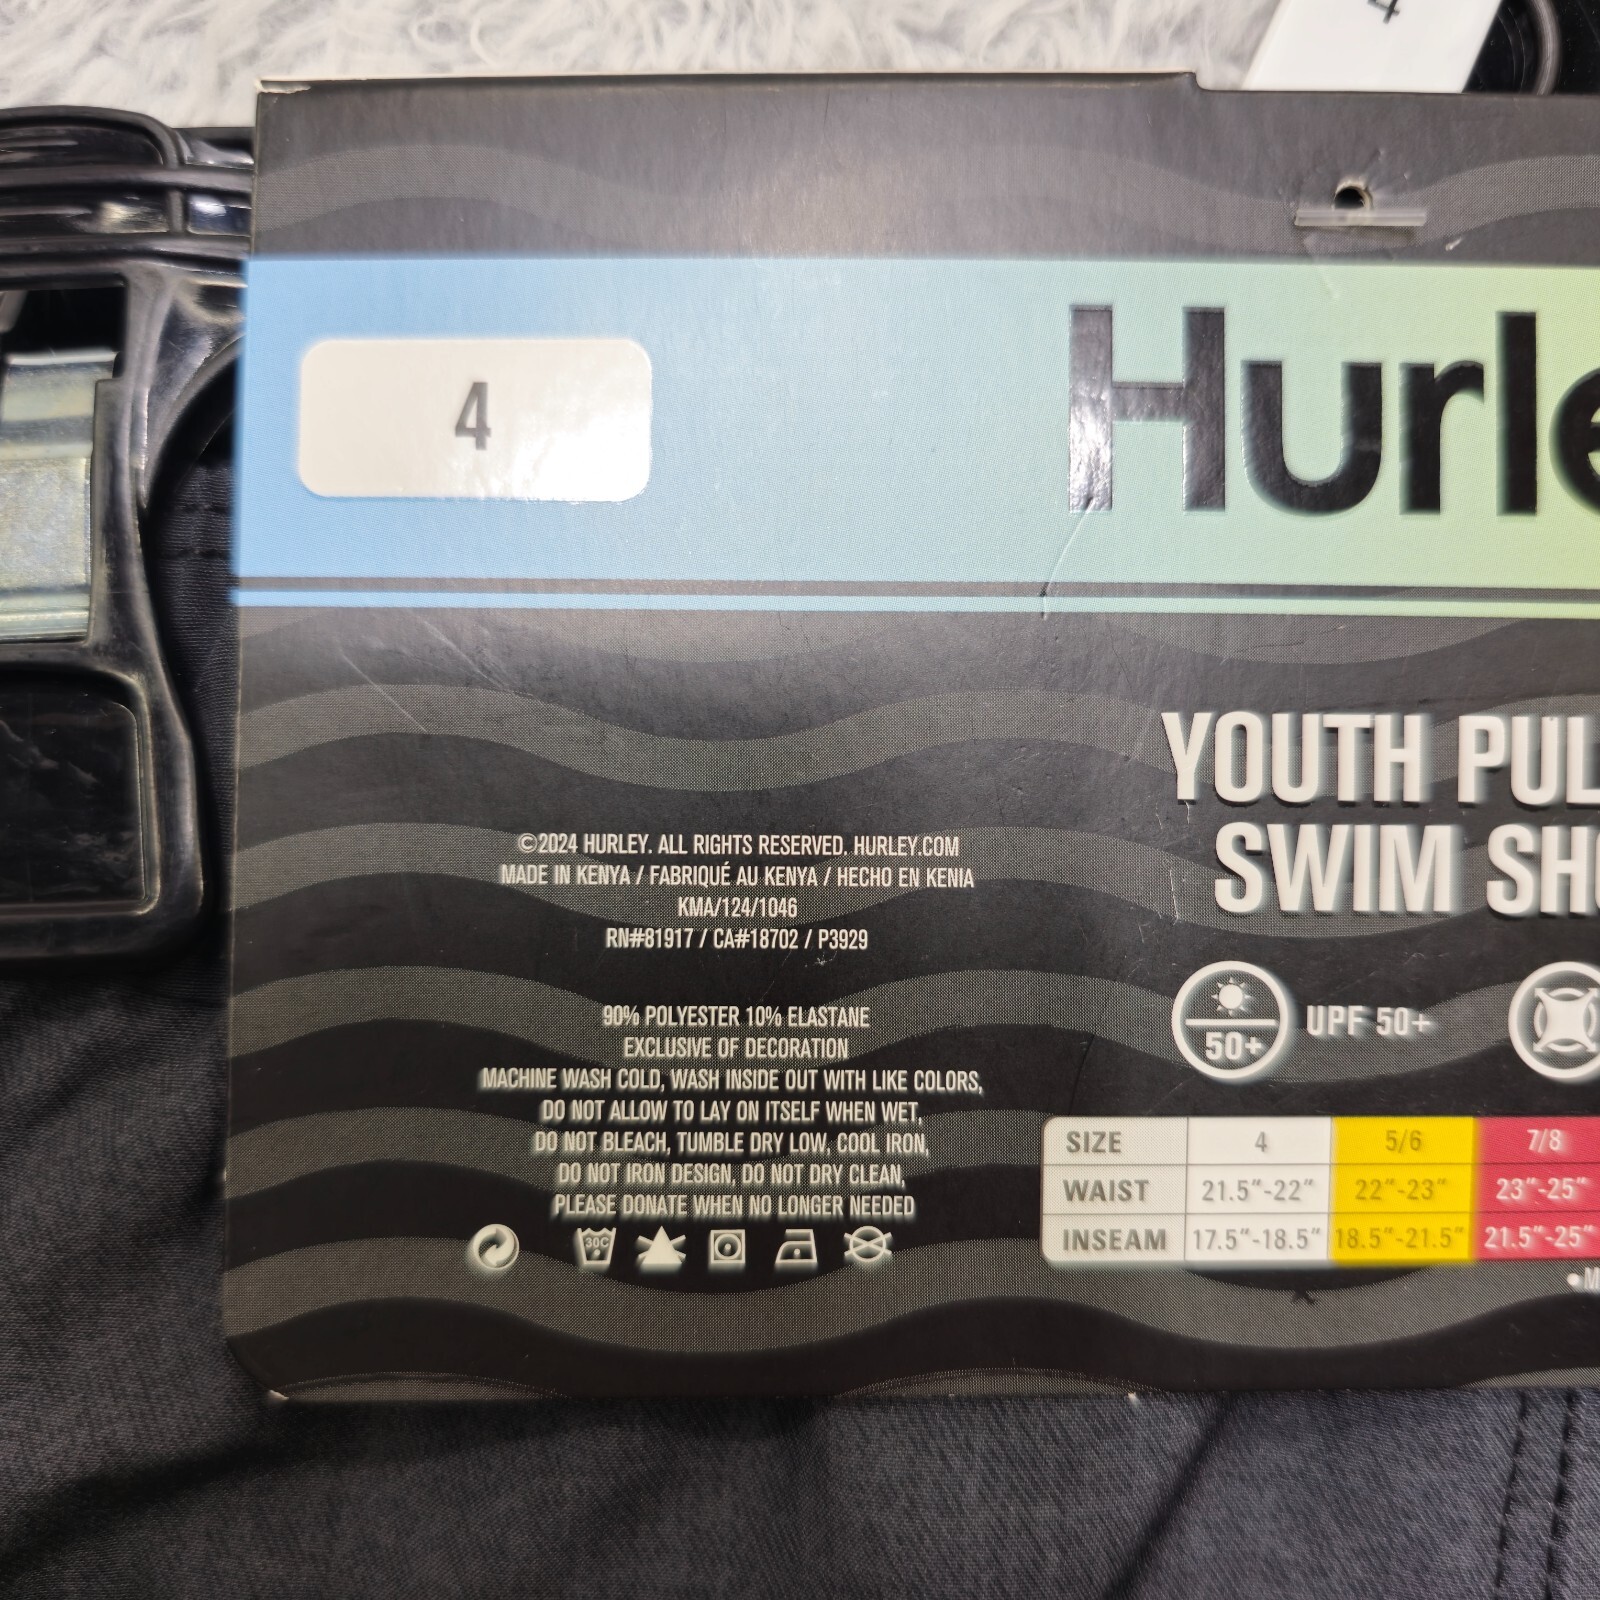 4
4
Hurle
YOUTH PUL
SWIM SHO
©2024 HURLEY. ALL RIGHTS RESERVED. HURLEY.COM
MADE IN KENYA / FABRIQUÉ AU KENYA / HECHO EN KENIA
KMA/124/1046
RN#81917 / CA#18702 / P3929
90% POLYESTER 10% ELASTANE
EXCLUSIVE OF DECORATION
MACHINE WASH COLD, WASH INSIDE OUT WITH LIKE COLORS,
DO NOT ALLOW TO LAY ON ITSELF WHEN WET,
DO NOT BLEACH, TUMBLE DRY LOW, COOL IRON,
DO NOT IRON DESIGN, DO NOT DRY CLEAN,
PLEASE DONATE WHEN NO LONGER NEEDED
30C
50+ UPF 50+
SIZE 4 5/6 7/8
WAIST 21.5"-22" 22"-23" 23"-25"
INSEAM 17.5"-18.5" 18.5"-21.5" 21.5"-25"
•M